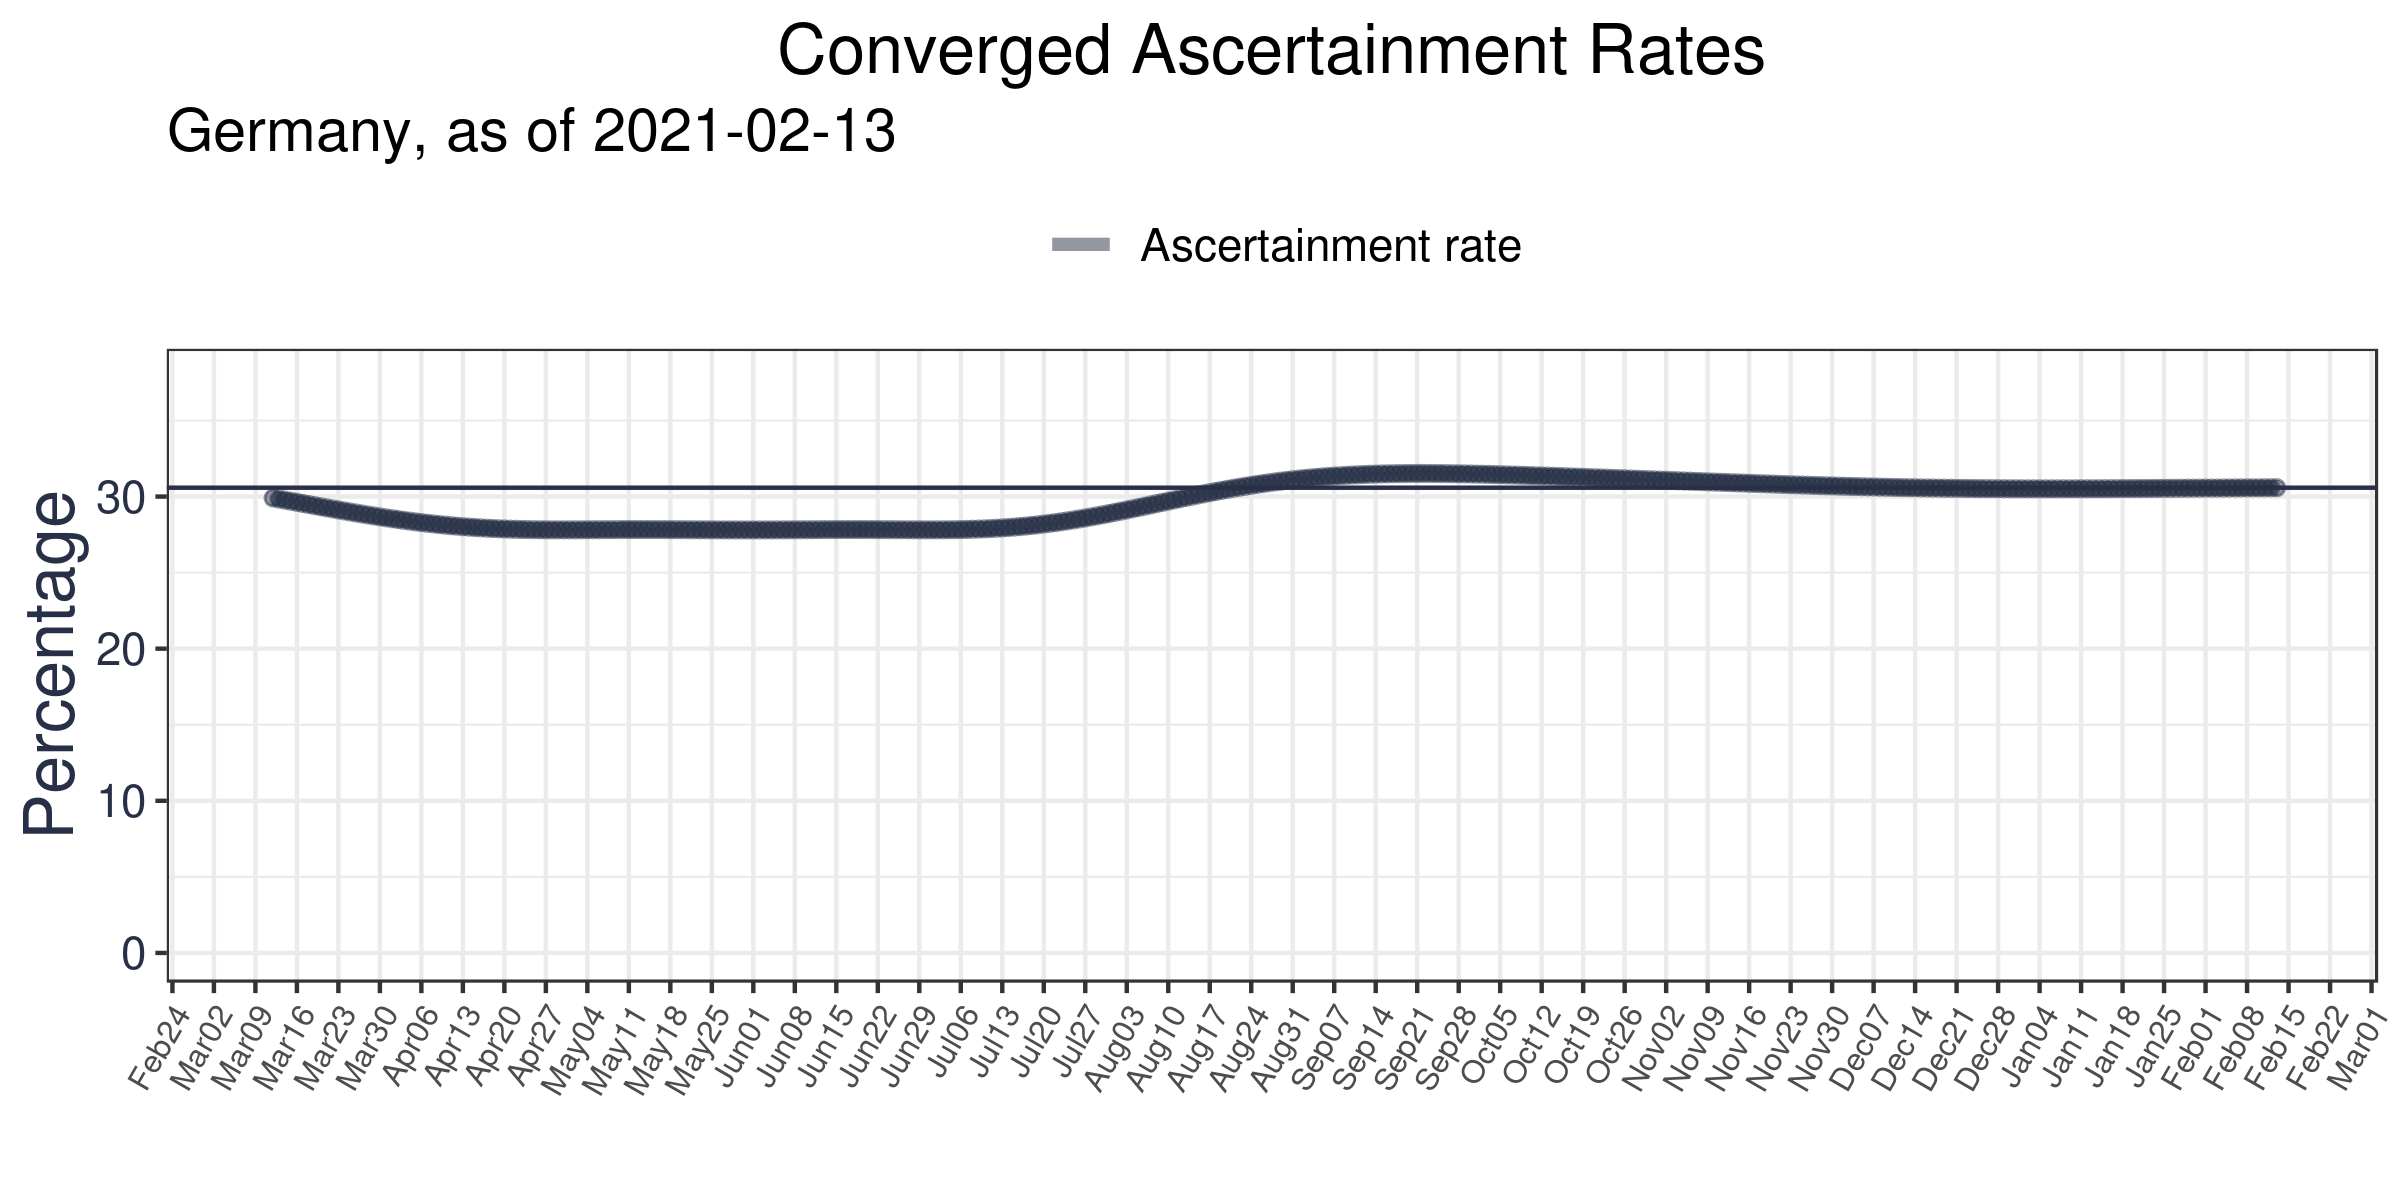 Converged Ascertainment Rates
Germany, as of 2021-02-13
Ascertainment rate
Percentage
30
20
10
0
Feb24
Mar02
Mar09
Mar16
Mar23
Mar30
Apr06
Apr13
Apr20
Apr27
May04
May11
May18
May25
Jun01
Jun08
Jun15
Jun22
Jun29
Jul06
Jul13
Jul20
Jul27
Aug03
Aug10
Aug17
Aug24
Aug31
Sep07
Sep14
Sep21
Sep28
Oct05
Oct12
Oct19
Oct26
Nov02
Nov09
Nov16
Nov23
Nov30
Dec07
Dec14
Dec21
Dec28
Jan04
Jan11
Jan18
Jan25
Feb01
Feb08
Feb15
Feb22
Mar01